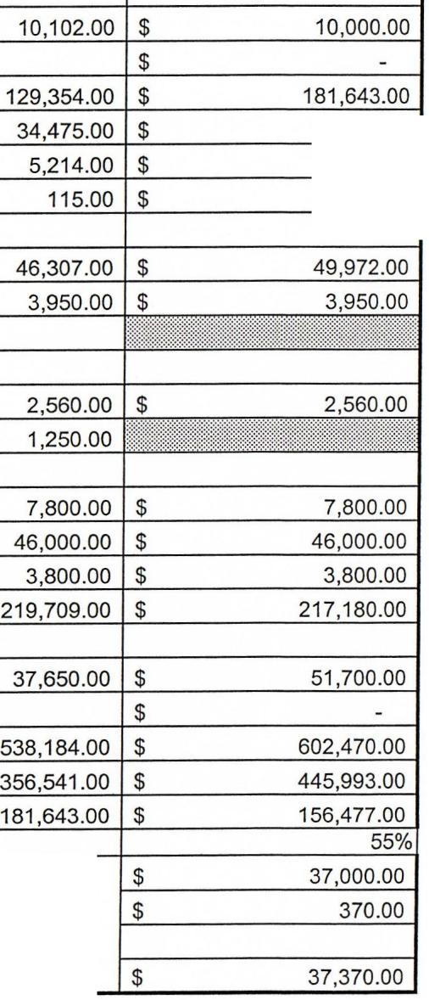 10,102.00 $ 10,000.00
$ -
129,354.00 $ 181,643.00
34,475.00 $
5,214.00 $
115.00 $
46,307.00 $ 49,972.00
3,950.00 $ 3,950.00
2,560.00 $ 2,560.00
1,250.00
7,800.00 $ 7,800.00
46,000.00 $ 46,000.00
3,800.00 $ 3,800.00
219,709.00 $ 217,180.00
37,650.00 $ 51,700.00
$ -
538,184.00 $ 602,470.00
356,541.00 $ 445,993.00
181,643.00 $ 156,477.00
55%
$ 37,000.00
$ 370.00
$ 37,370.00